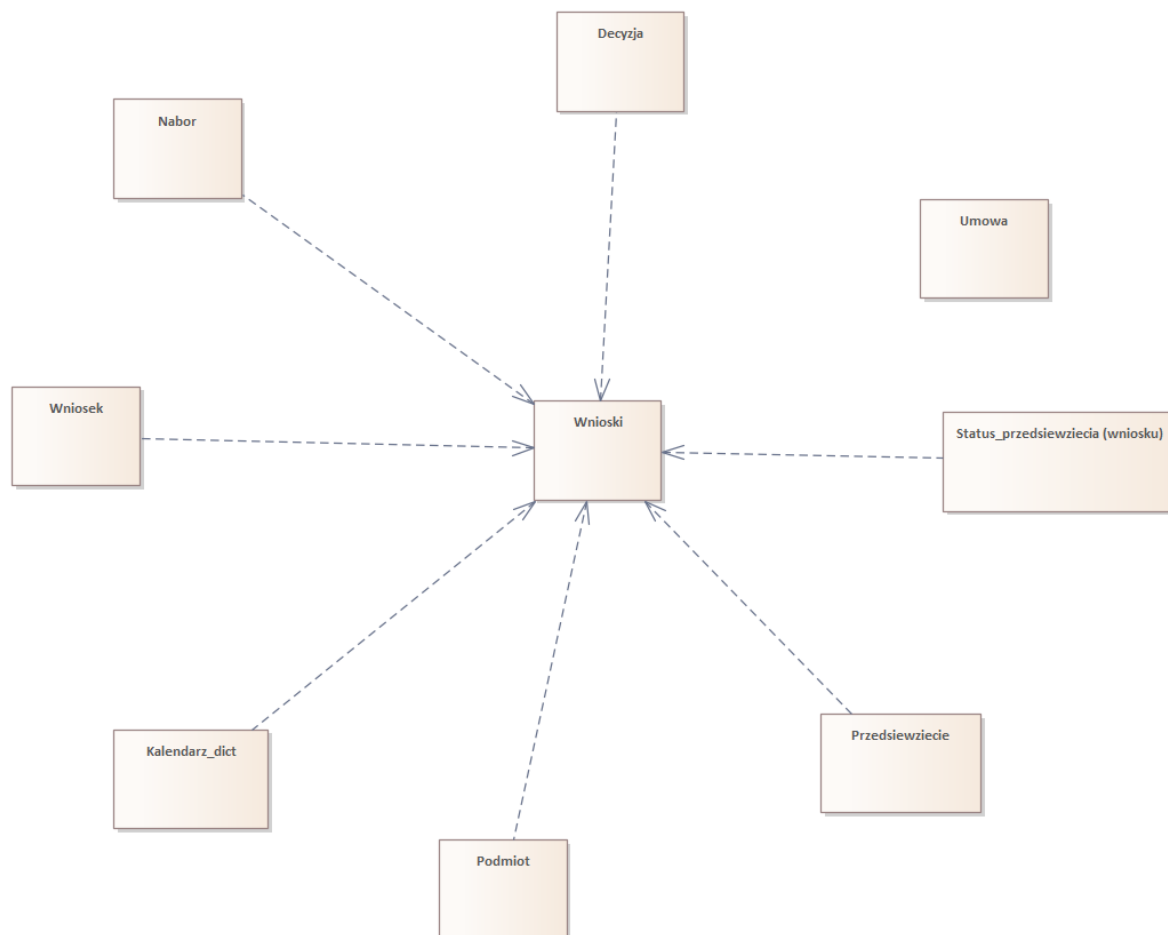 Decyzja
Nabor
Umowa
Wniosek
Wnioski
Status_przedsiewziecia (wniosku)
Kalendarz_dict
Przedsiewziecie
Podmiot